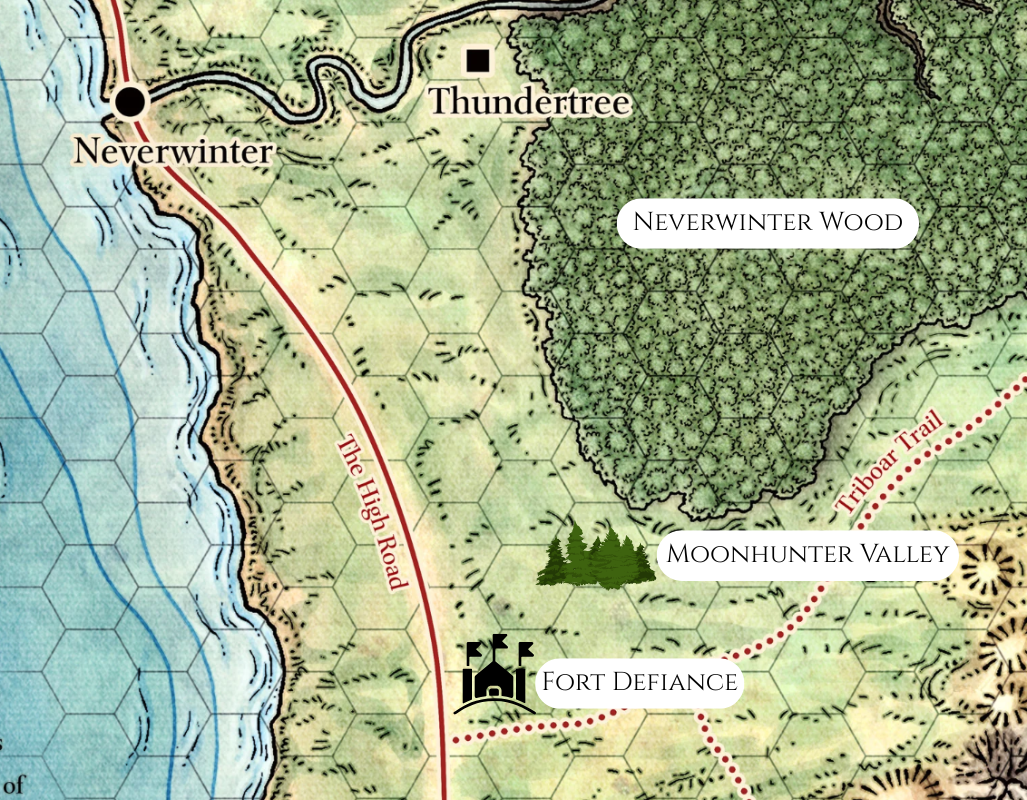 Thundertree
Neverwinter
NEVERWINTER WOOD
The High Road
Triboar Trail
MOONHUNTER VALLEY
FORT DEFIANCE
of